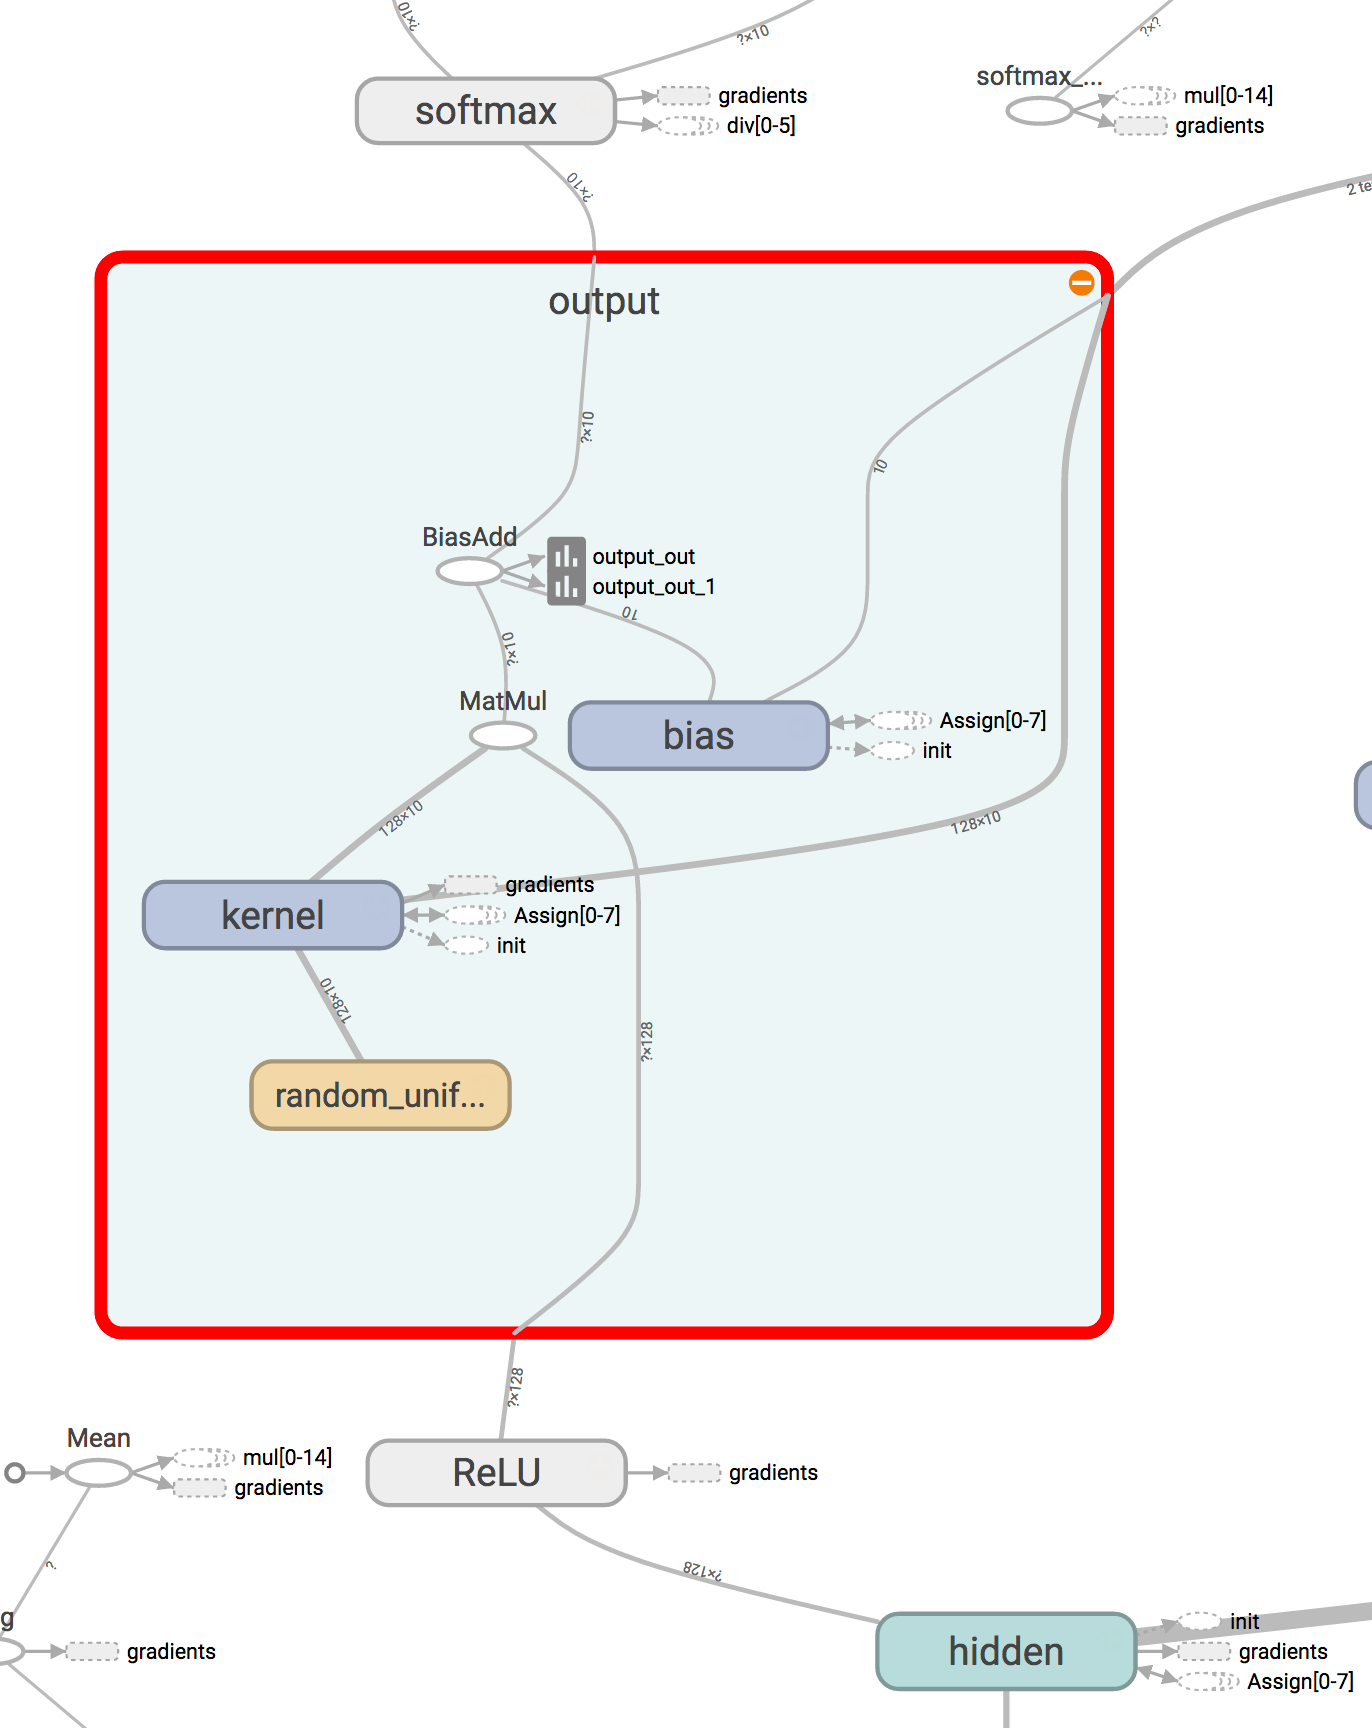 ?×10
?×10
?×?
softmax_...
softmax
gradients
div[0-5]
mul[0-14]
gradients
?×10
2 te
output
?×10
10
BiasAdd
output_out
output_out_1
10
?×10
MatMul
bias
Assign[0-7]
init
128×10
128×10
kernel
gradients
Assign[0-7]
init
128×10
?×128
random_unif...
?×128
Mean
mul[0-14]
gradients
ReLU
gradients
?
?×128
g
gradients
hidden
init
gradients
Assign[0-7]